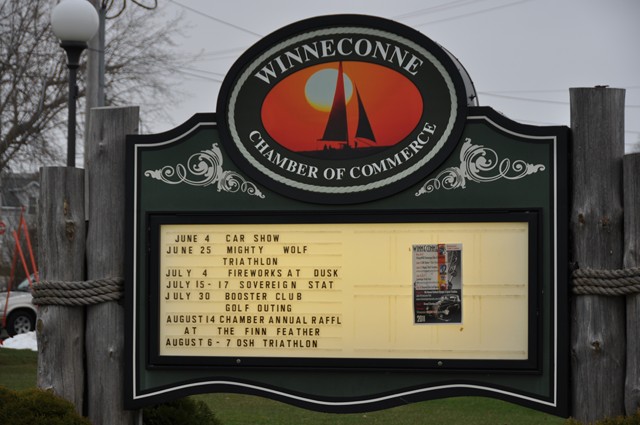 WINNECONNE
CHAMBER OF COMMERCE
JUNE 4 CAR SHOW
JUNE 25 MIGHTY WOLF
TRIATHLON
JULY 4 FIREWORKS AT DUSK
JULY 15-17 SOVEREIGN STAT
JULY 30 BOOSTER CLUB
GOLF OUTING
AUGUST 14 CHAMBER ANNUAL RAFFL
AT THE FINN FEATHER
AUGUST 6-7 OSH TRIATHLON
WINNECONNE
2011